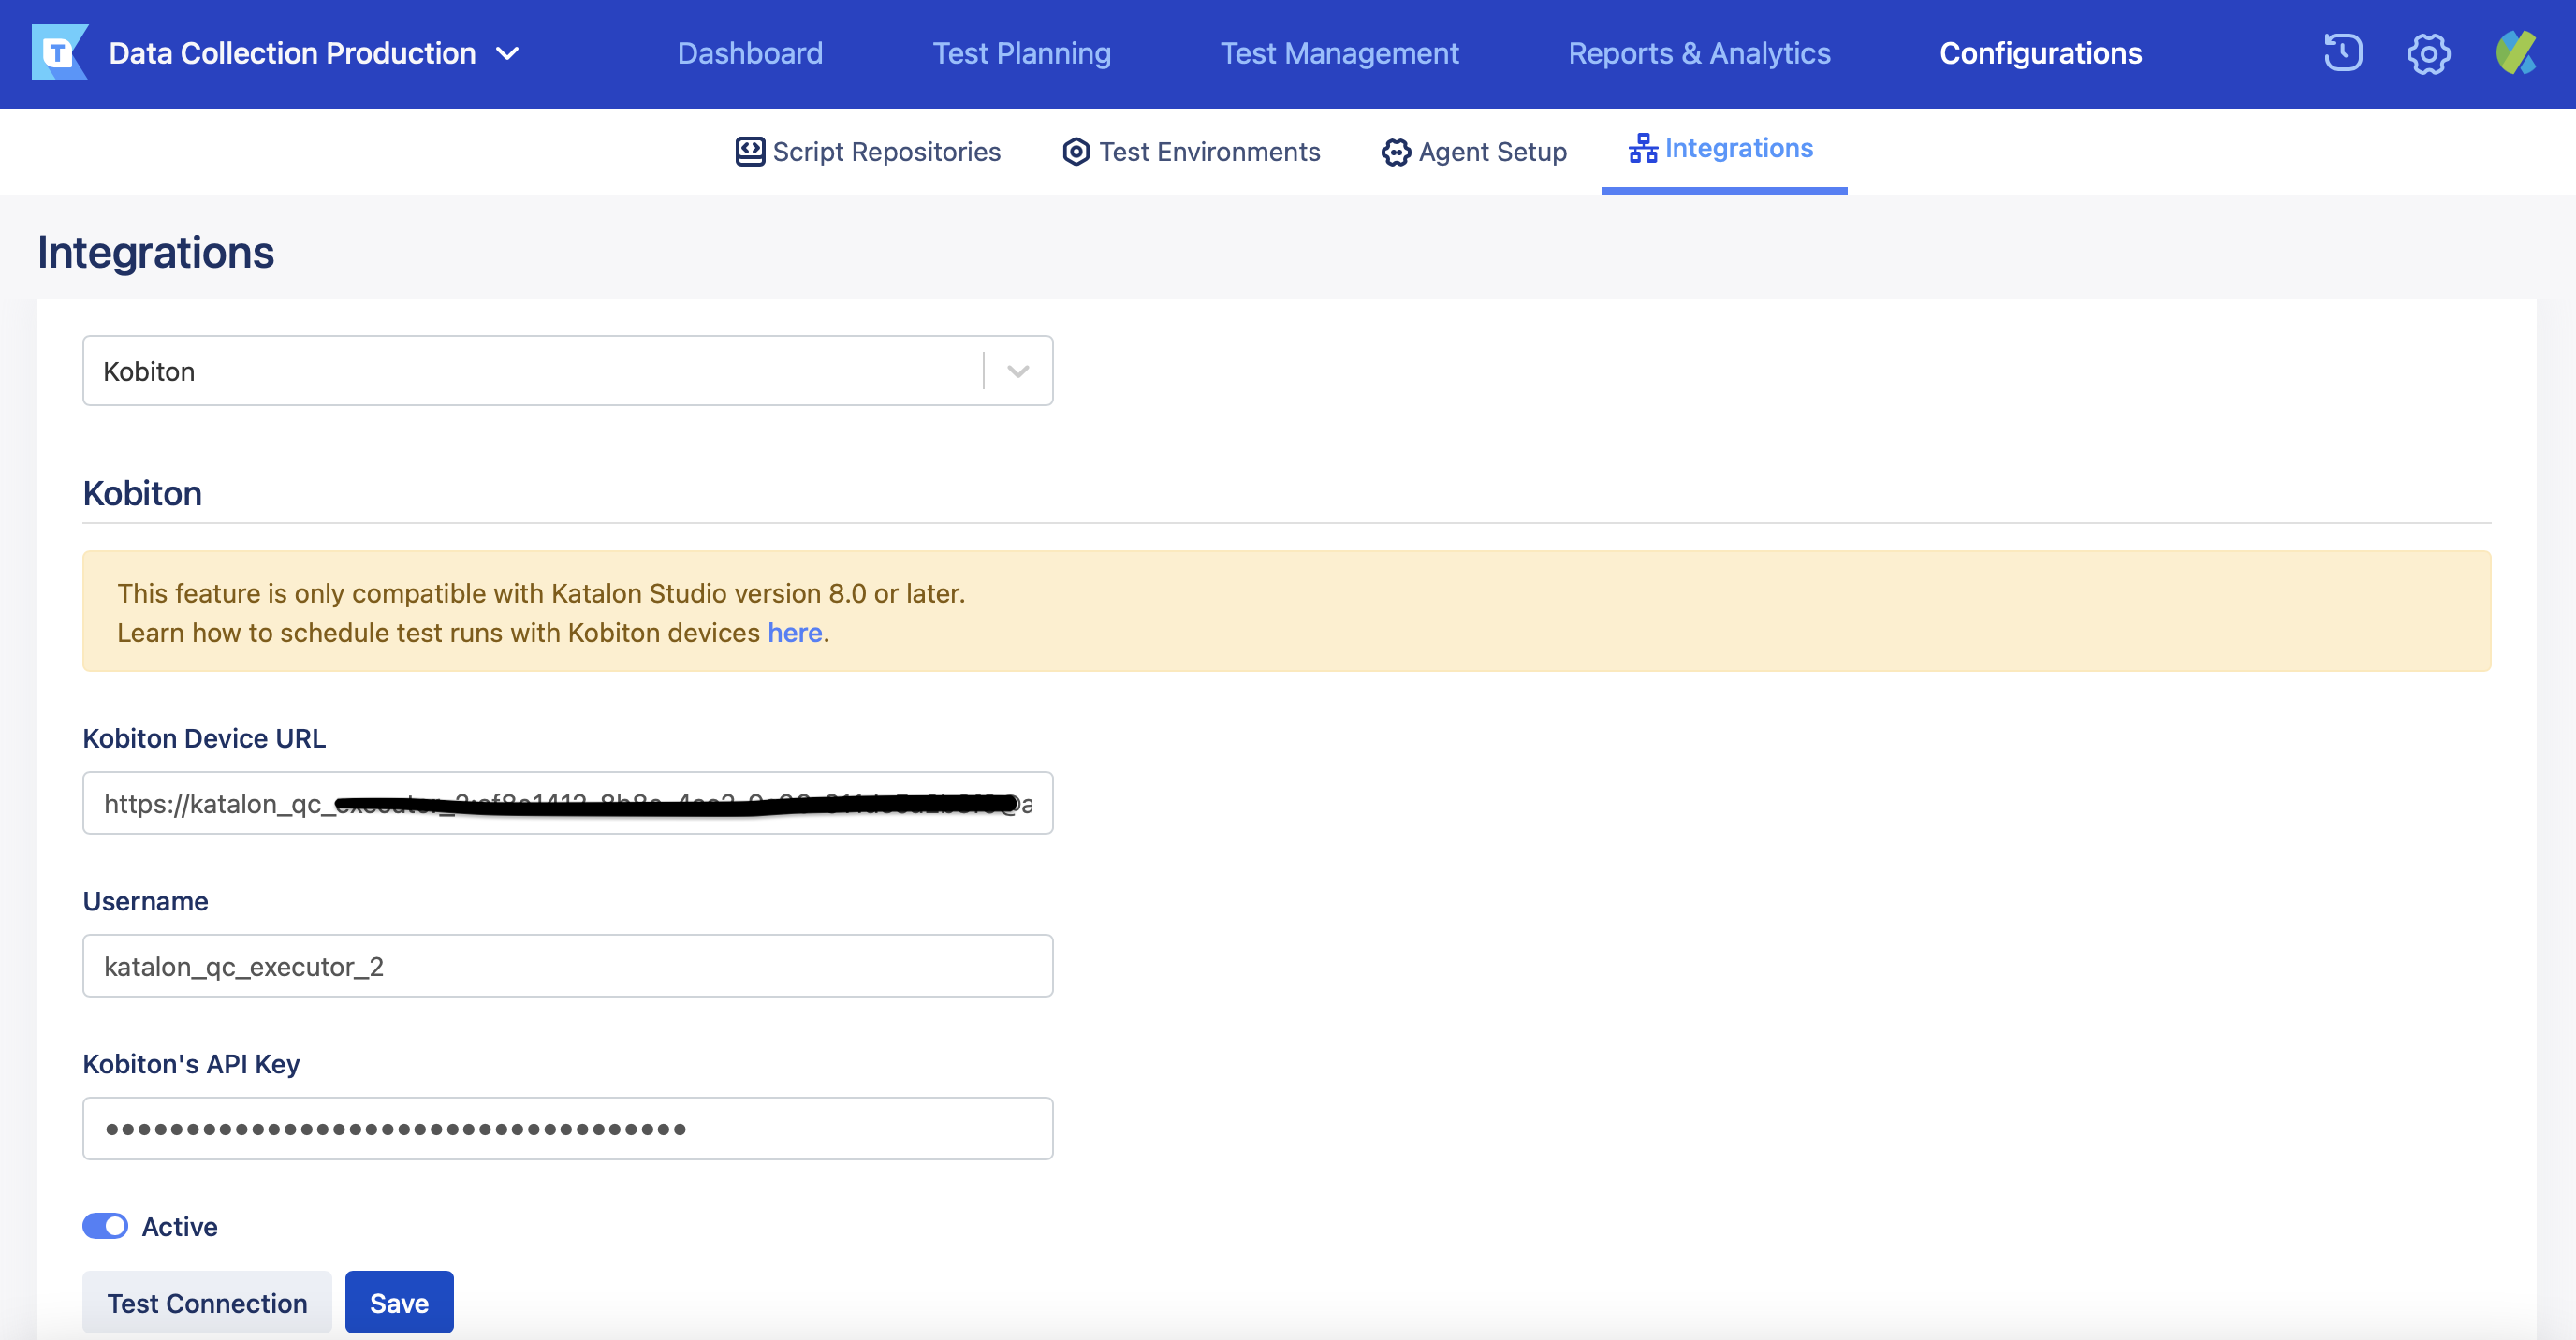 Data Collection Production
Dashboard
Test Planning
Test Management
Reports & Analytics
Configurations
Script Repositories
Test Environments
Agent Setup
Integrations
Integrations
Kobiton
Kobiton
This feature is only compatible with Katalon Studio version 8.0 or later.
Learn how to schedule test runs with Kobiton devices here.
Kobiton Device URL
https://katalon_qc_
Username
katalon_qc_executor_2
Kobiton's API Key
Active
Test Connection
Save